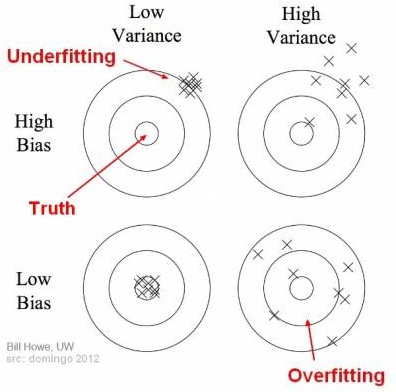 Low
Variance
High
Variance
Underfitting
High
Bias
Truth
Low
Bias
Bill Howe, UW
src: domingo 2012
Overfitting